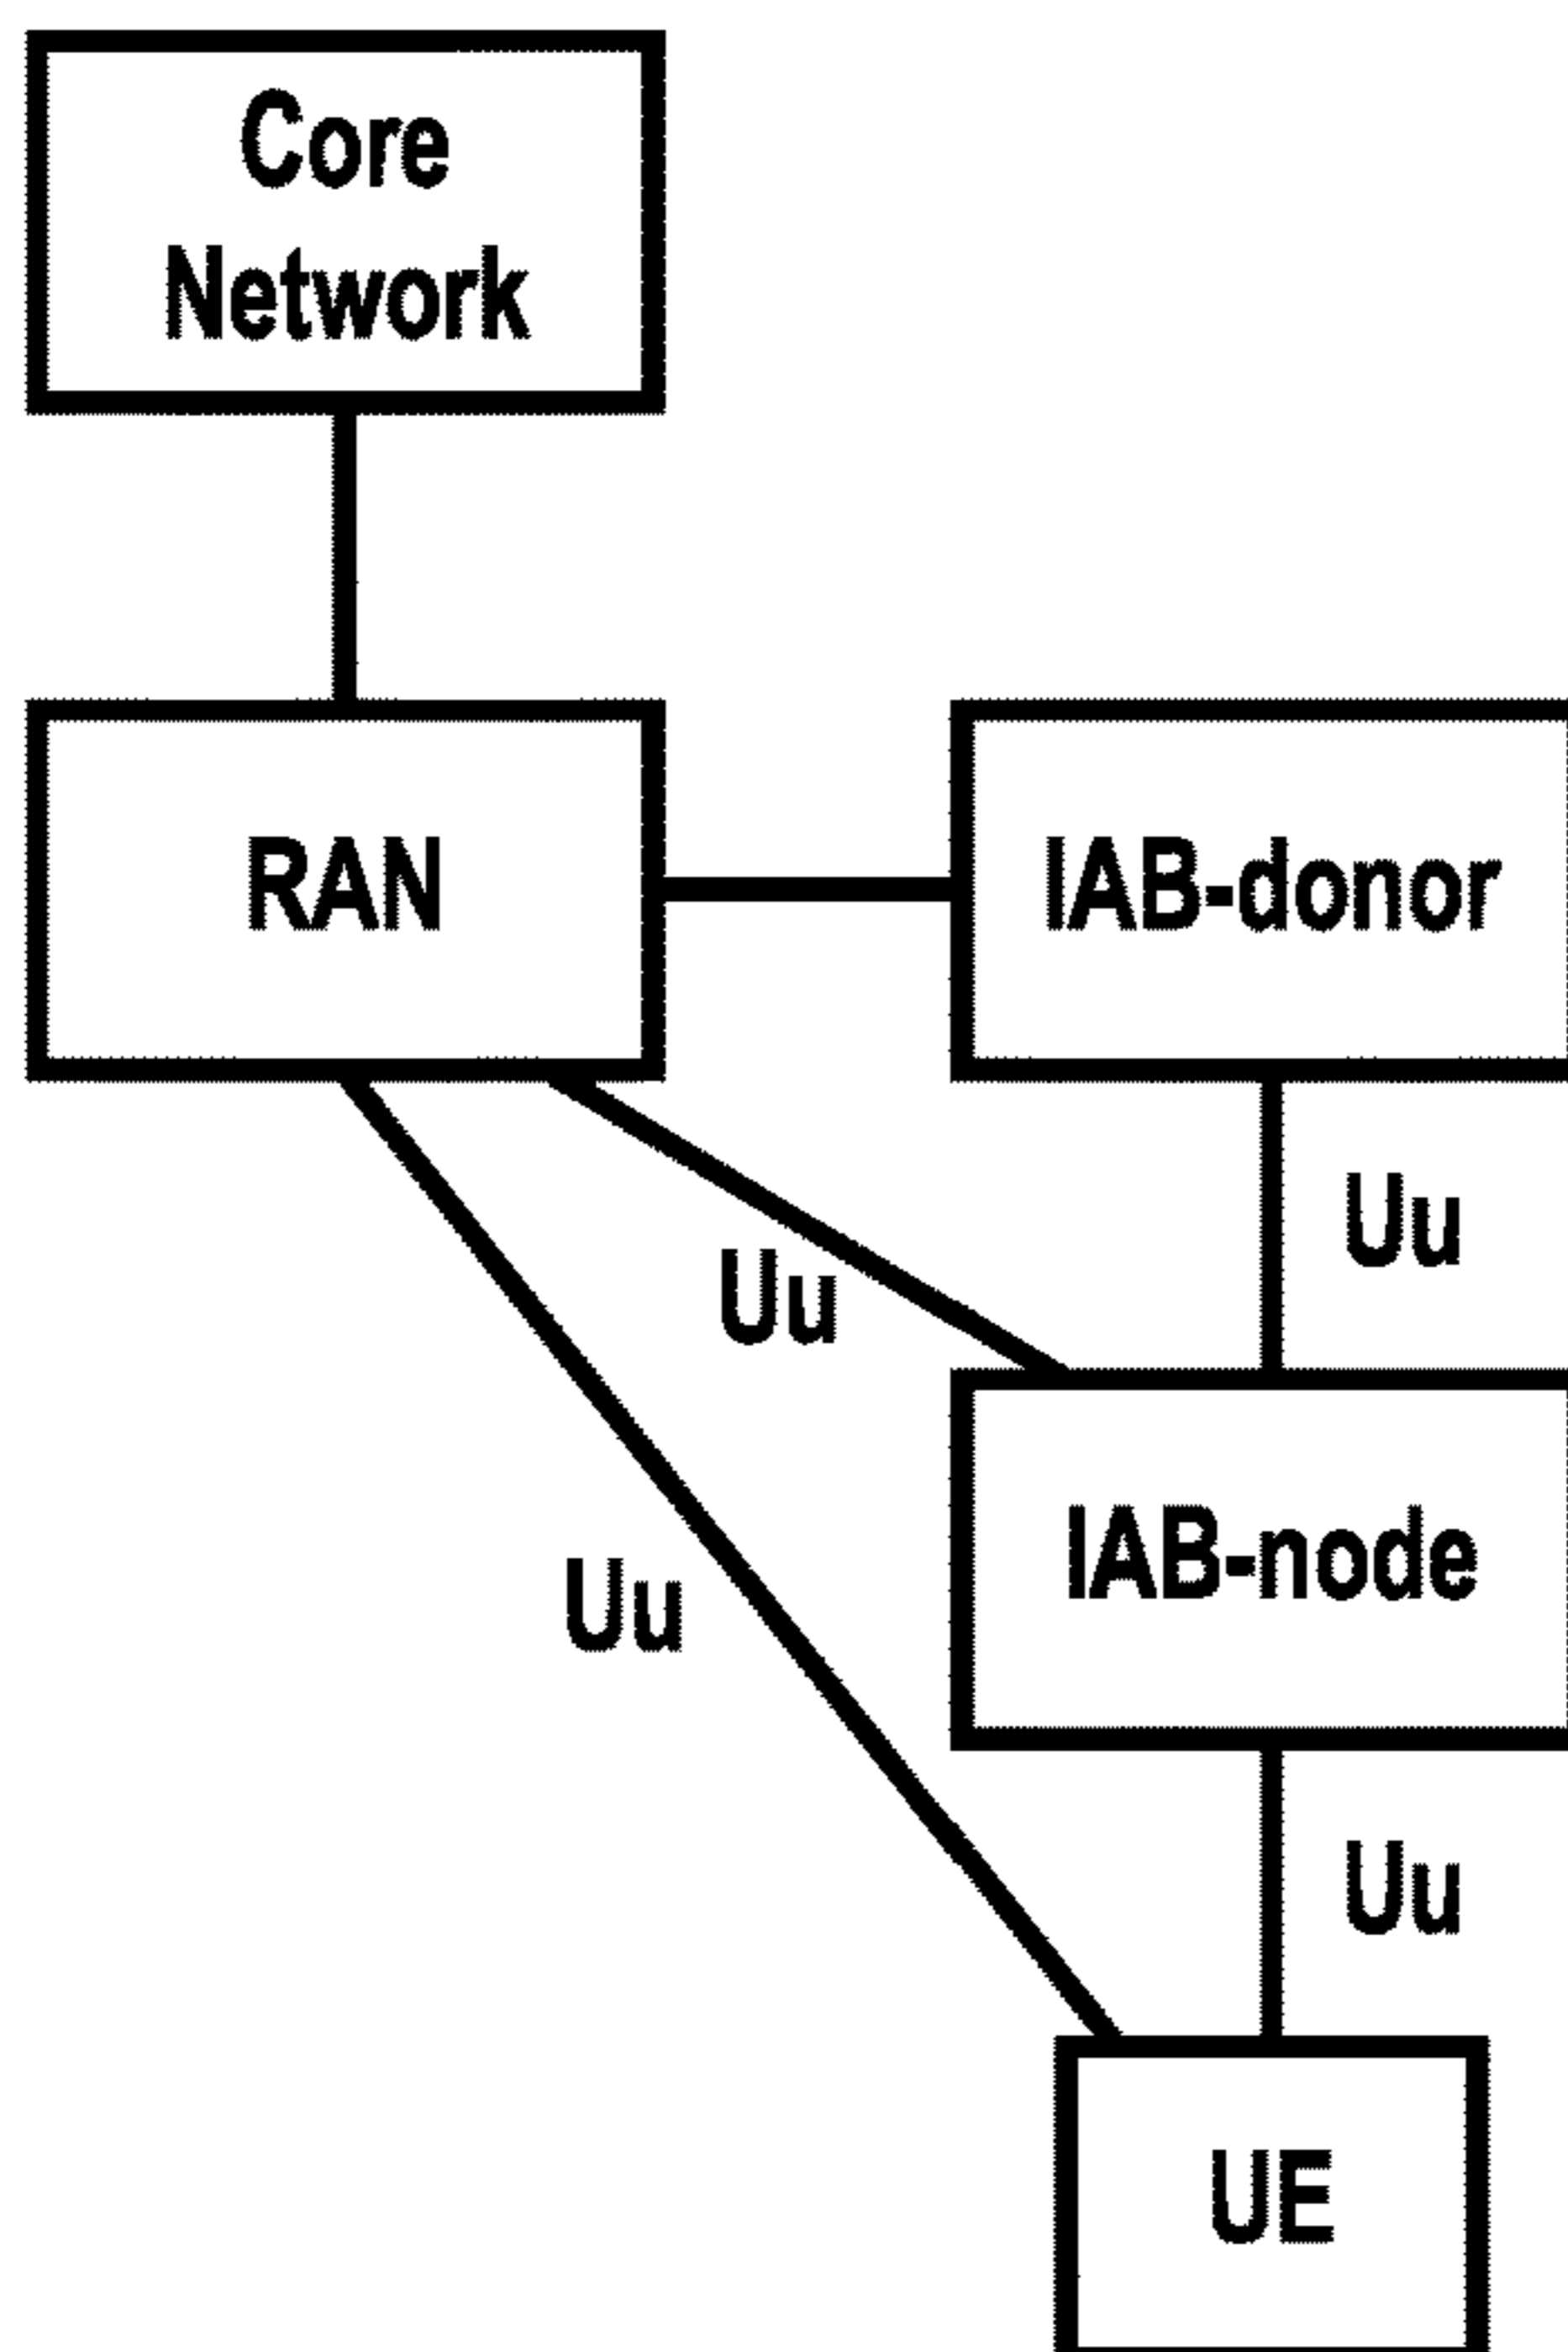 Core
Network
RAN
IAB-donor
Uu
Uu
IAB-node
Uu
Uu
UE